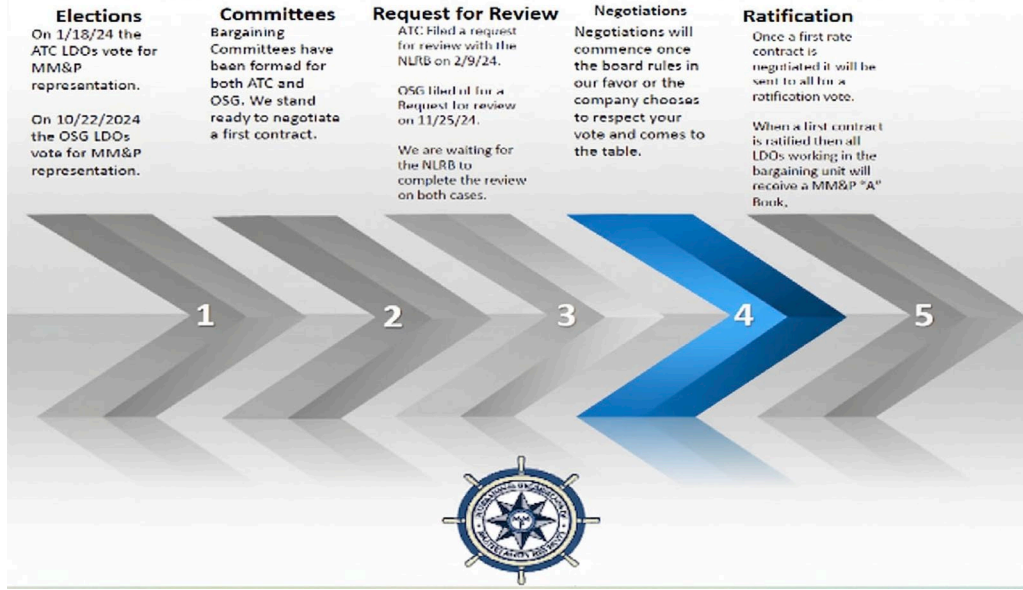 Elections
On 1/18/24 the
ATC LDOs vote for
MM&P
representation.
On 10/22/2024
the OSG LDOs
vote for MM&P
representation.
Committees
Bargaining
Committees have
been formed for
both ATC and
OSG. We stand
ready to negotiate
a first contract.
Request for Review
ATC Filed a request
for review with the
NLRB on 2/9/24.
OSG filed of for a
Request for review
on 11/25/24.
We are waiting for
the NLRB to
complete the review
on both cases.
Negotiations
Negotiations will
commence once
the board rules in
our favor or the
company chooses
to respect your
vote and comes to
the table.
Ratification
Once a first rate
contract is
negotiated it will be
sent to all for a
ratification vote.
When a first contract
is ratified then all
LDOs working in the
bargaining unit will
receive a MM&P "A"
Book.
1
2
3
4
5